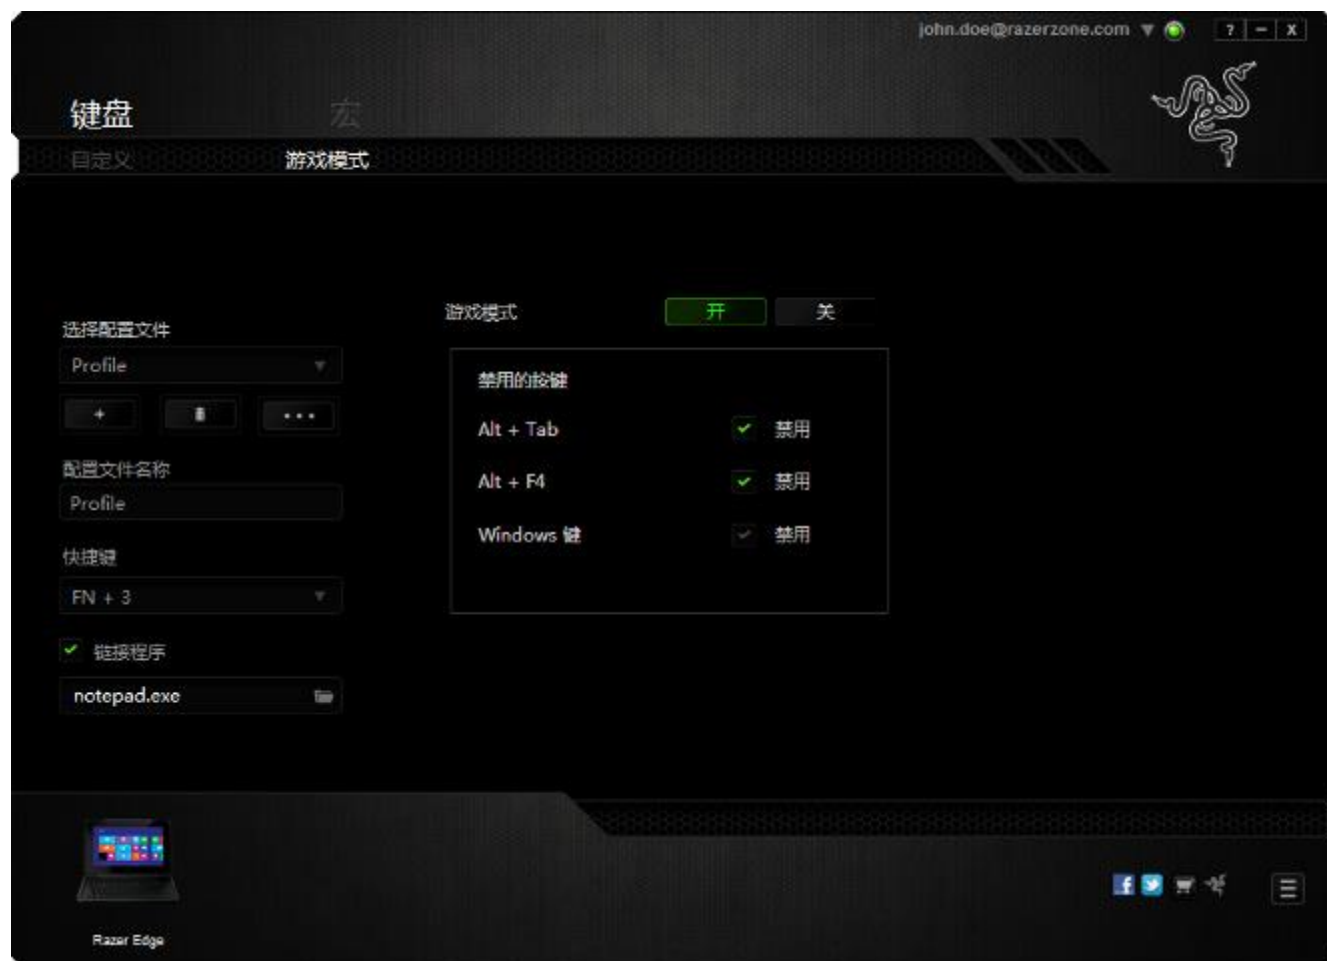 john.doe@razerzone.com
? - X
键盘 宏
自定义 游戏模式
游戏模式 开 关
选择配置文件
Profile
+ •••
配置文件名称
Profile
快捷键
FN + 3
链接程序
notepad.exe
禁用的按键
Alt + Tab 禁用
Alt + F4 禁用
Windows 键 禁用
Razer Edge